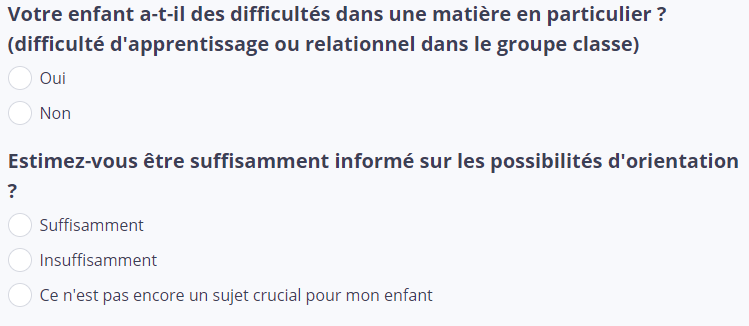 Votre enfant a-t-il des difficultés dans une matière en particulier ?
(difficulté d'apprentissage ou relationnel dans le groupe classe)
Oui
Non
Estimez-vous être suffisamment informé sur les possibilités d'orientation
?
Suffisamment
Insuffisamment
Ce n'est pas encore un sujet crucial pour mon enfant